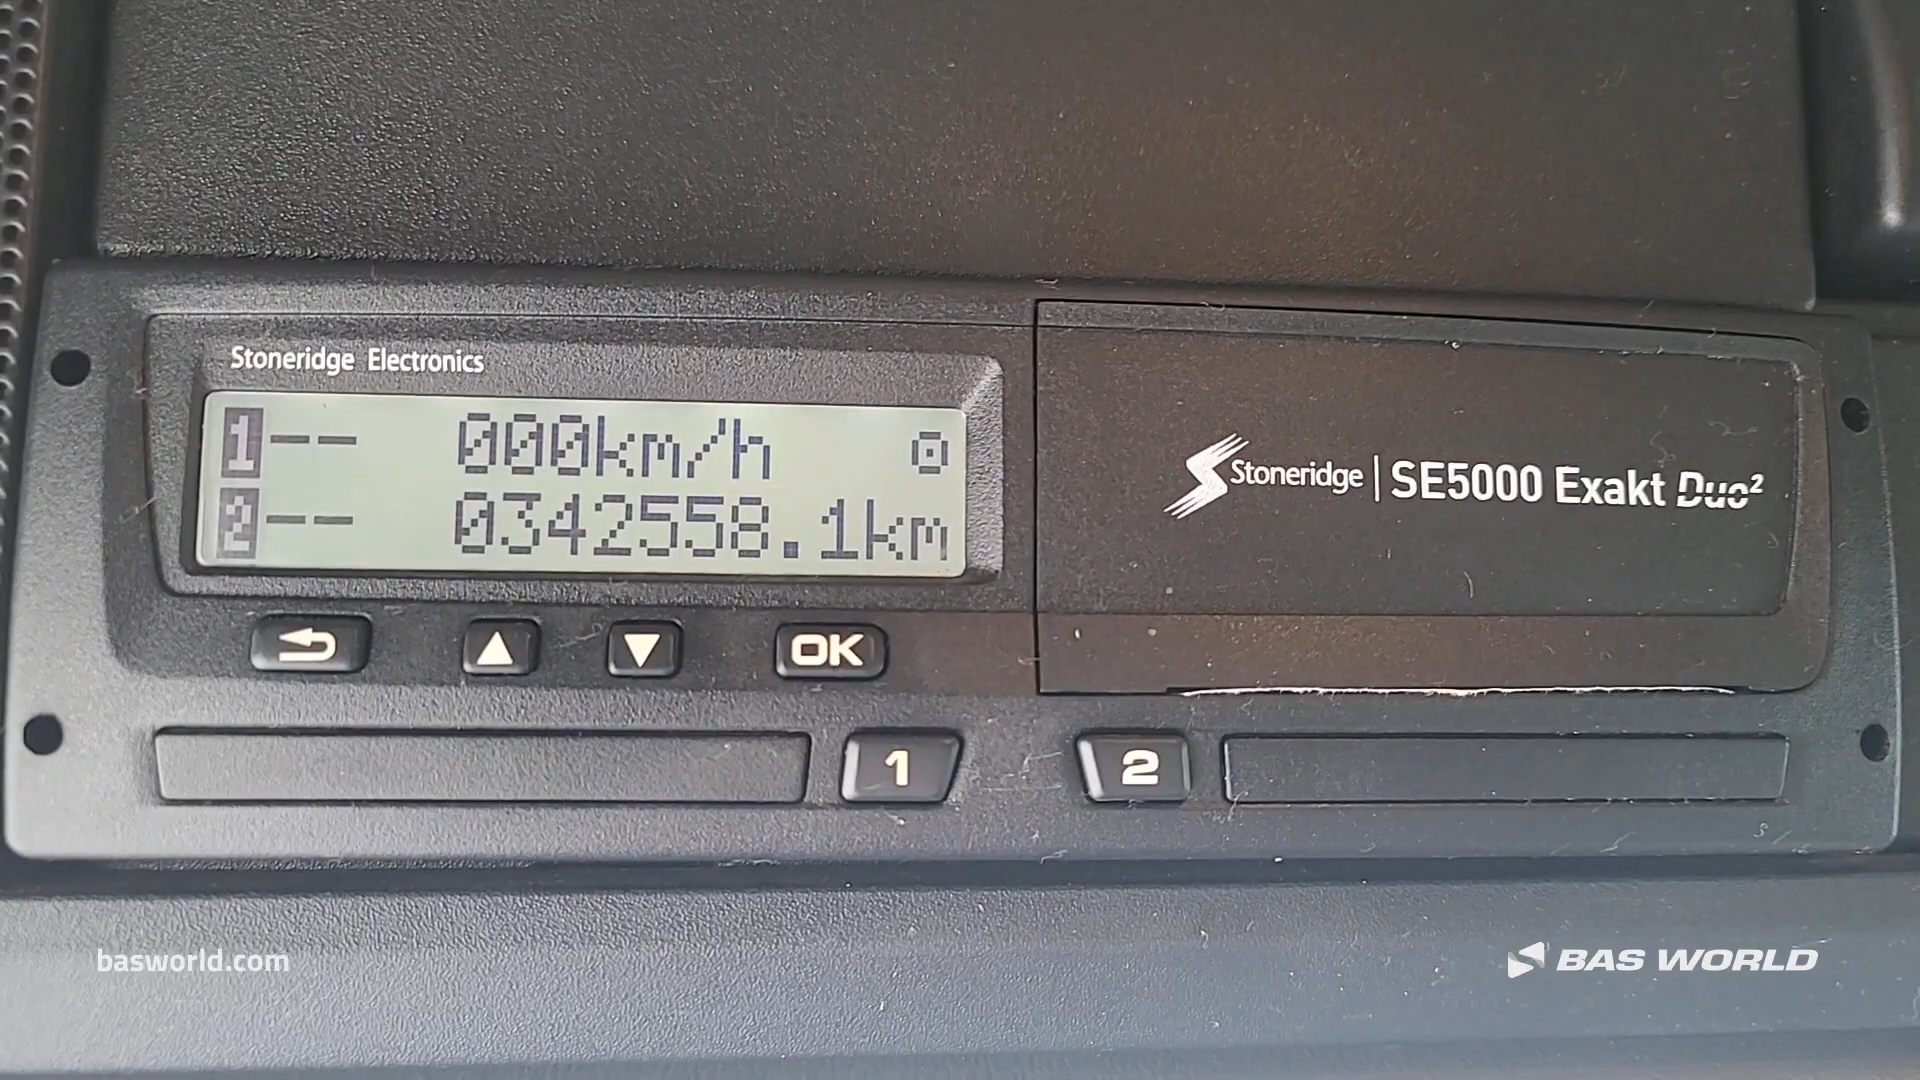 Stoneridge Electronics
1 -- 000km/h
2 -- 0342558.1km
Stoneridge | SE5000 Exakt Duo²
OK
1
2
basworld.com
BAS WORLD